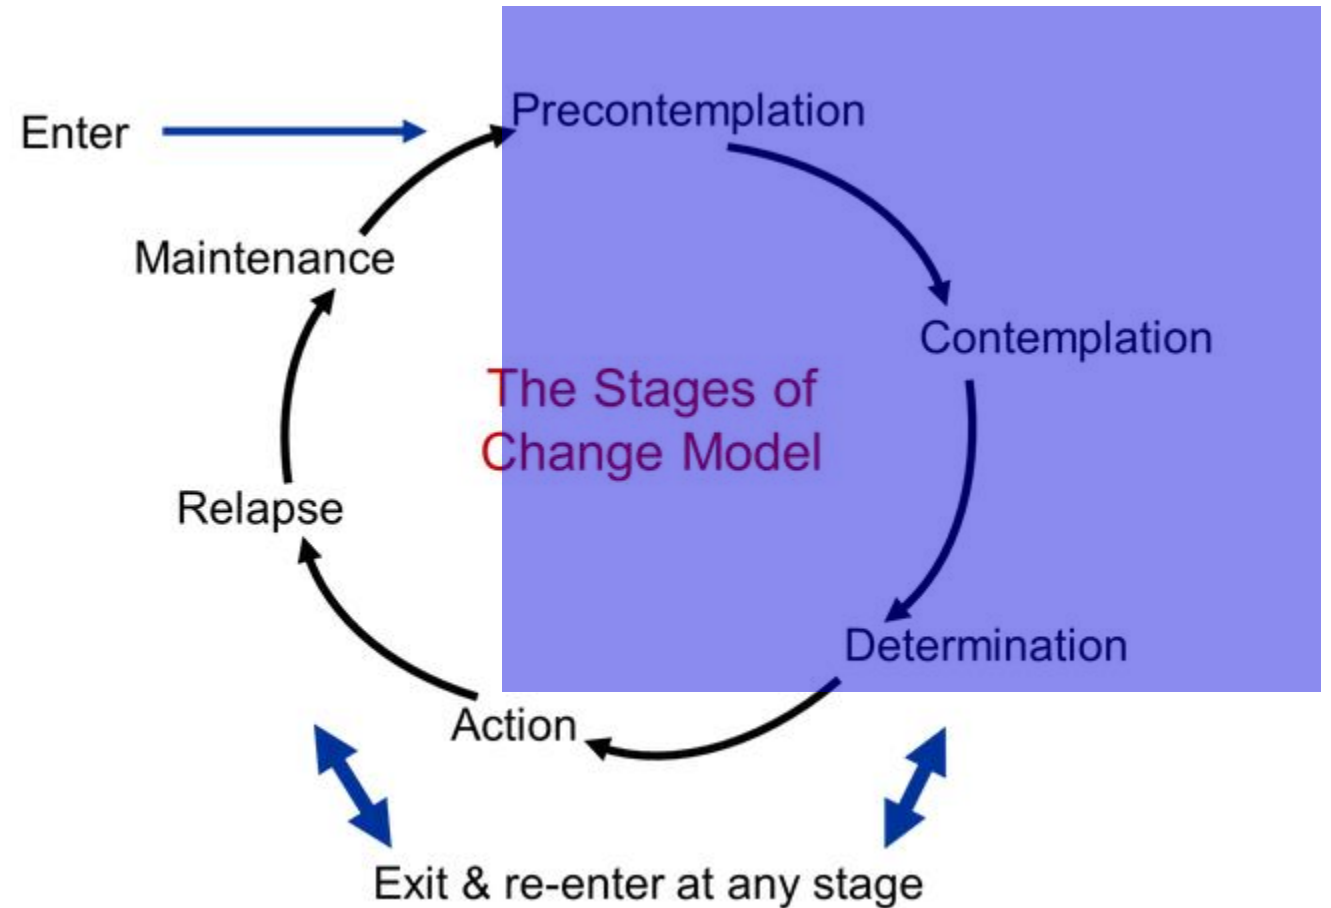 Enter
Precontemplation
Maintenance
Contemplation
The Stages of
Change Model
Relapse
Determination
Action
Exit & re-enter at any stage